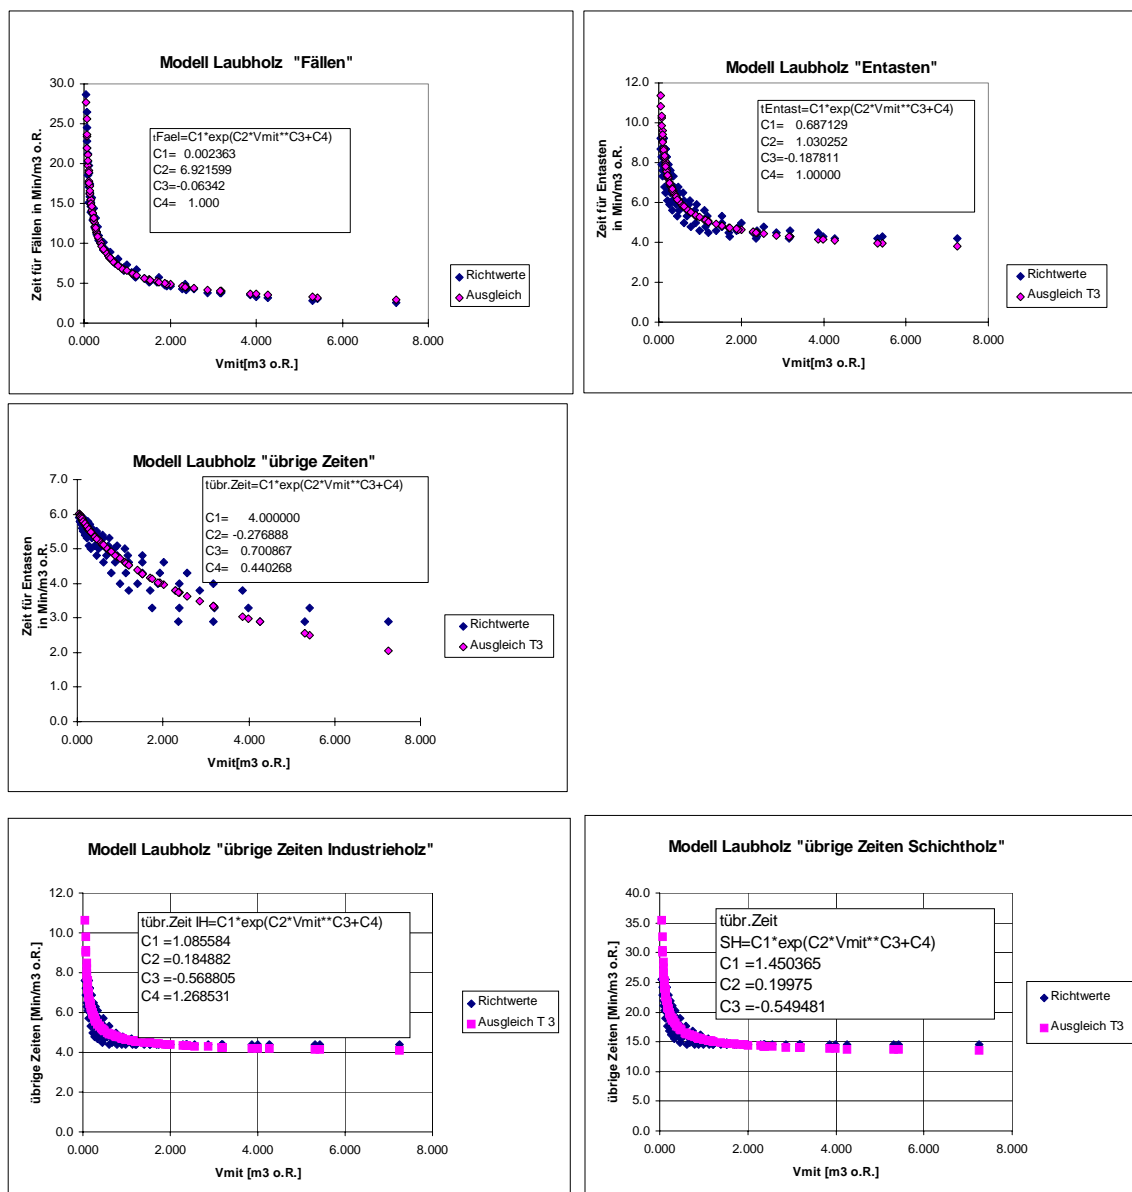 Modell Laubholz "Fällen"
Zeit für Fällen in Min/m3 o.R.
30.0
25.0
20.0
15.0
10.0
5.0
0.0
tFael=C1*exp(C2*Vmit**C3+C4)
C1= 0.002363
C2= 6.921599
C3=-0.06342
C4= 1.000
Richtwerte
Ausgleich
0.000 2.000 4.000 6.000 8.000
Vmit[m3 o.R.]
Modell Laubholz "Entasten"
Zeit für Entasten
in Min/m3 o.R.
12.0
10.0
8.0
6.0
4.0
2.0
0.0
tEntast=C1*exp(C2*Vmit**C3+C4)
C1= 0.687129
C2= 1.030252
C3=-0.187811
C4= 1.00000
Richtwerte
Ausgleich T3
0.000 2.000 4.000 6.000 8.000
Vmit[m3 o.R.]
Modell Laubholz "übrige Zeiten"
Zeit für Entasten
in Min/m3 o.R.
7.0
6.0
5.0
4.0
3.0
2.0
1.0
0.0
tübr.Zeit=C1*exp(C2*Vmit**C3+C4)
C1= 4.000000
C2= -0.276888
C3= 0.700867
C4= 0.440268
Richtwerte
Ausgleich T3
0.000 2.000 4.000 6.000 8.000
Vmit[m3 o.R.]
Modell Laubholz "übrige Zeiten Industrieholz"
übrige Zeiten [Min/m3 o.R.]
12.0
10.0
8.0
6.0
4.0
2.0
0.0
tübr.Zeit IH=C1*exp(C2*Vmit**C3+C4)
C1 =1.085584
C2 =0.184882
C3 =-0.568805
C4 =1.268531
Richtwerte
Ausgleich T 3
0.000 2.000 4.000 6.000 8.000
Vmit [m3 o.R.]
Modell Laubholz "übrige Zeiten Schichtholz"
übrige Zeiten [Min/m3 o.R.]
40.0
35.0
30.0
25.0
20.0
15.0
10.0
5.0
0.0
tübr.Zeit
SH=C1*exp(C2*Vmit**C3+C4)
C1 =1.450365
C2 =0.19975
C3 =-0.549481
Richtwerte
Ausgleich T3
0.000 2.000 4.000 6.000 8.000
Vmit [m3 o.R.]